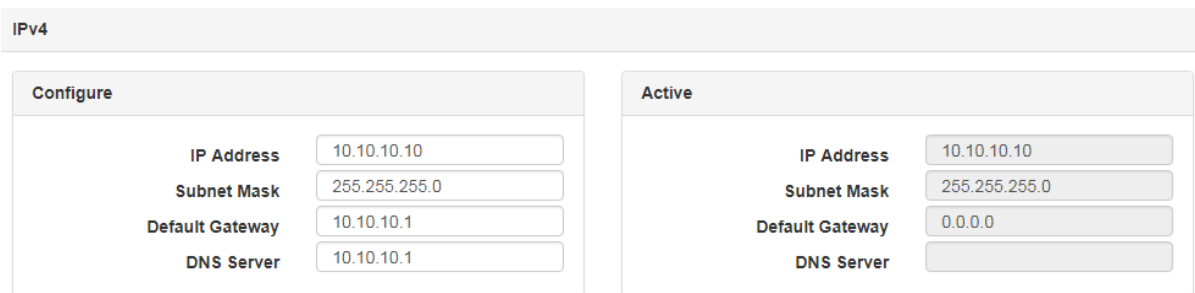 IPv4
Configure
IP Address 10.10.10.10
Subnet Mask 255.255.255.0
Default Gateway 10.10.10.1
DNS Server 10.10.10.1
Active
IP Address 10.10.10.10
Subnet Mask 255.255.255.0
Default Gateway 0.0.0.0
DNS Server